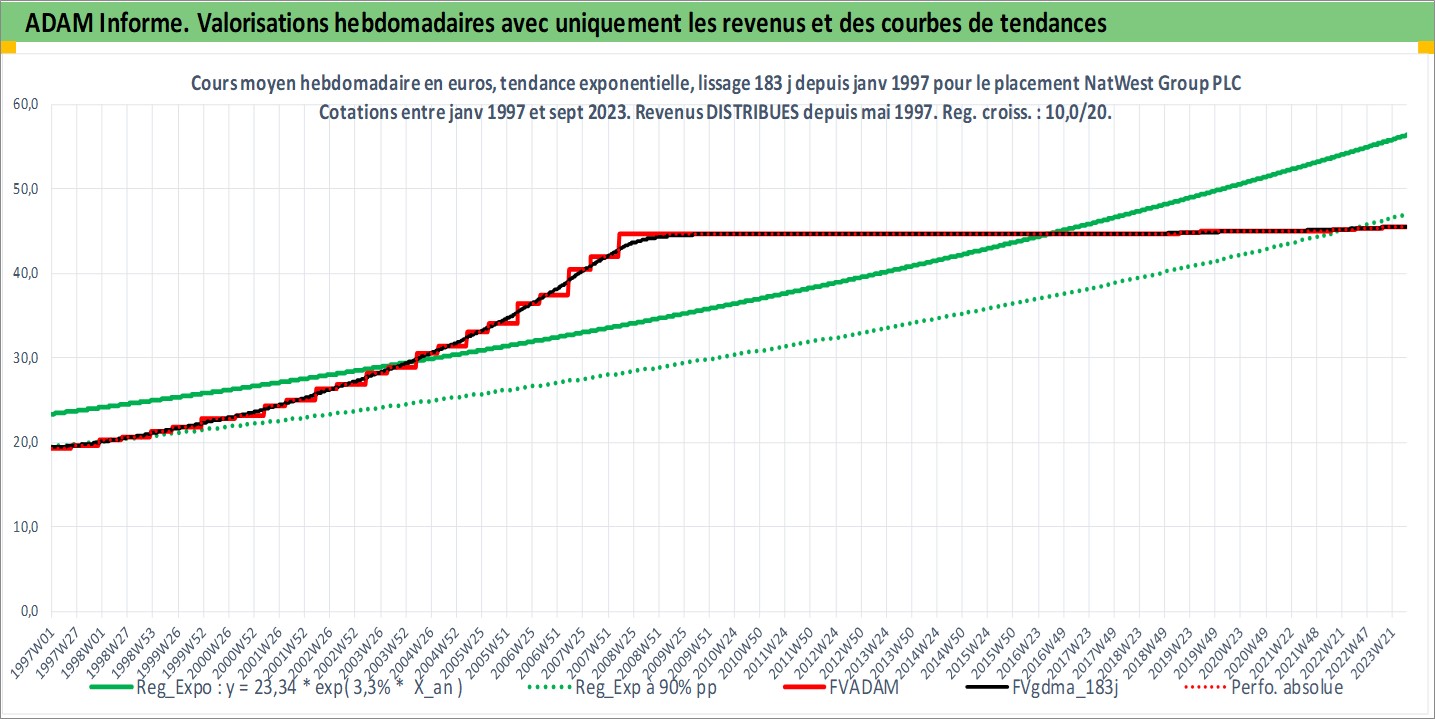 ADAM Informe. Valorisations hebdomadaires avec uniquement les revenus et des courbes de tendances
Cours moyen hebdomadaire en euros, tendance exponentielle, lissage 183 j depuis janv 1997 pour le placement NatWest Group PLC
Cotations entre janv 1997 et sept 2023. Revenus DISTRIBUES depuis mai 1997. Reg. croiss. : 10,0/20.
60,0
50,0
40,0
30,0
20,0
10,0
0,0
1997W01 1997W27 1998W01 1998W27 1998W53 1999W26 1999W52 2000W26 2000W52 2001W26 2001W52 2002W26 2002W52 2003W26 2003W52 2004W26 2004W52 2005W25 2005W51 2006W25 2006W51 2007W25 2007W51 2008W25 2008W51 2009W25 2009W51 2010W24 2010W50 2011W24 2011W50 2012W24 2012W50 2013W24 2013W50 2014W24 2014W50 2015W24 2015W50 2016W23 2016W49 2017W23 2017W49 2018W23 2018W49 2019W23 2019W49 2020W23 2020W49 2021W22 2021W48 2022W21 2022W47 2023W21
Reg_Expo : y = 23,34 * exp( 3,3% * X_an ) Reg_Exp à 90% pp FVADAM FVgdma_183j Perfo. absolue